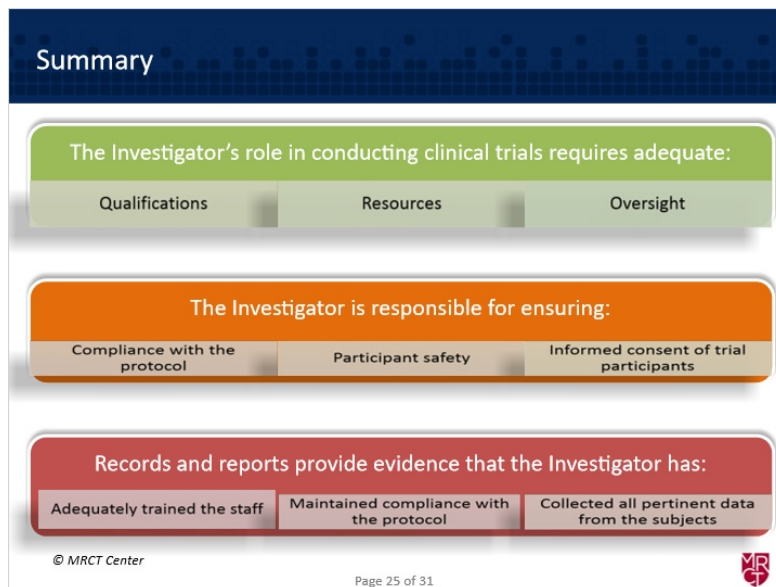 Summary
The Investigator's role in conducting clinical trials requires adequate:
Qualifications
Resources
Oversight
The Investigator is responsible for ensuring:
Compliance with the
protocol
Participant safety
Informed consent of trial
participants
Records and reports provide evidence that the Investigator has:
Adequately trained the staff
Maintained compliance with
the protocol
Collected all pertinent data
from the subjects
© MRCT Center
Page 25 of 31
MR
CT